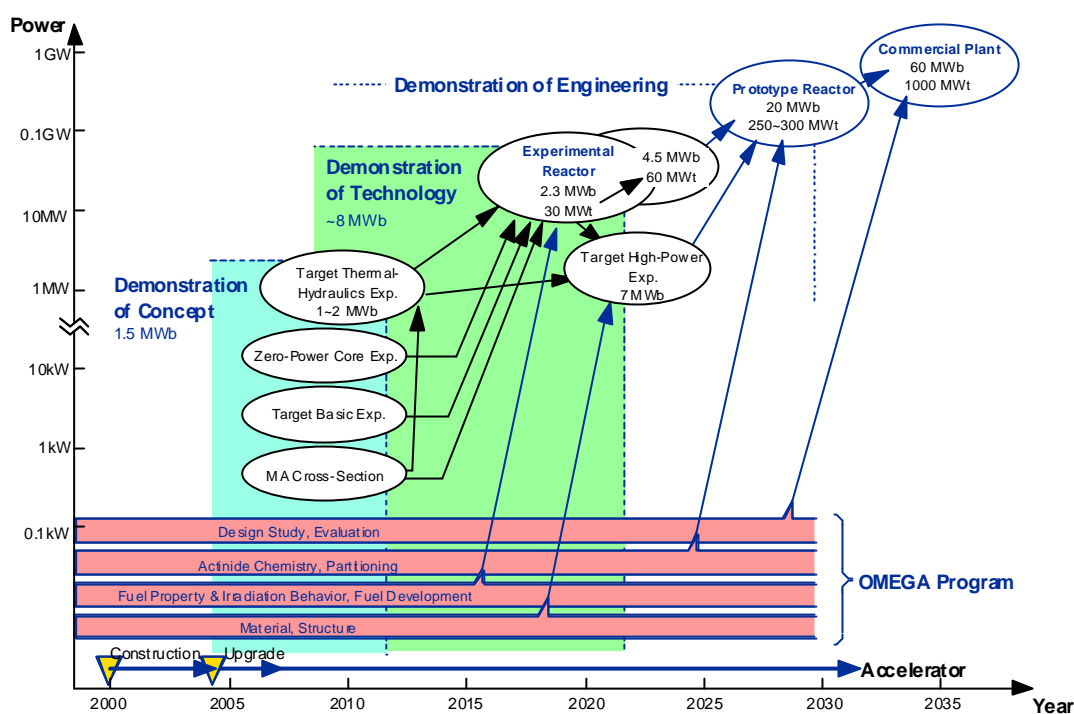 Power
1GW
0.1GW
10MW
1MW
10kW
1kW
0.1kW
Commercial Plant
60 MWb
1000 MWt
Demonstration of Engineering
Prototype Reactor
20 MWb
250~300 MWt
Demonstration
of Technology
~8 MWb
Experimental
Reactor
2.3 MWb
30 MWt
4.5 MWb
60 MWt
Target High-Power
Exp.
7 MWb
Demonstration
of Concept
1.5 MWb
Target Thermal-
Hydraulics Exp.
1~2 MWb
Zero-Power Core Exp.
Target Basic Exp.
MA Cross-Section
Design Study, Evaluation
Actinide Chemistry, Partitioning
Fuel Property & Irradiation Behavior, Fuel Development
Material, Structure
OMEGA Program
Construction
Upgrade
Accelerator
2000
2005
2010
2015
2020
2025
2030
2035
Year